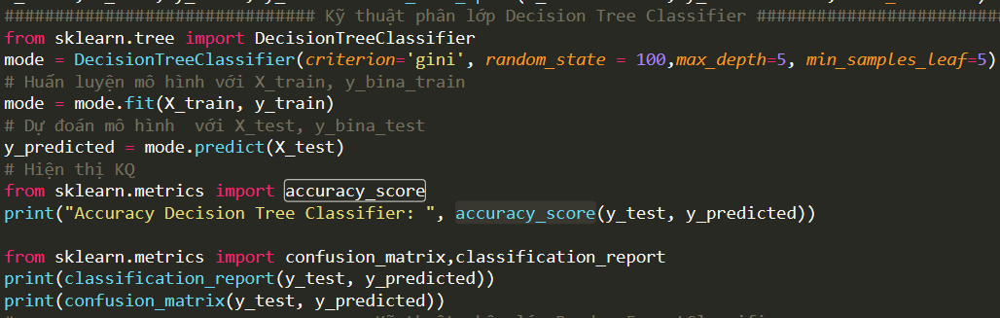 ############################### Kỹ thuật phân lớp Decision Tree Classifier #########################
from sklearn.tree import DecisionTreeClassifier
mode = DecisionTreeClassifier(criterion='gini', random_state = 100,max_depth=5, min_samples_leaf=5)
# Huấn luyện mô hình với X_train, y_bina_train
mode = mode.fit(X_train, y_train)
# Dự đoán mô hình  với X_test, y_bina_test
y_predicted = mode.predict(X_test)
# Hiện thị KQ
from sklearn.metrics import accuracy_score
print("Accuracy Decision Tree Classifier: ", accuracy_score(y_test, y_predicted))
from sklearn.metrics import confusion_matrix,classification_report
print(classification_report(y_test, y_predicted))
print(confusion_matrix(y_test, y_predicted))